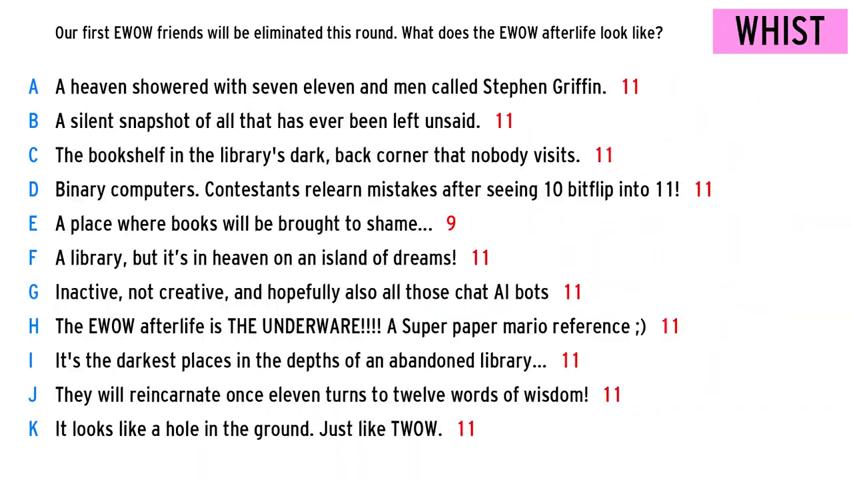 Our first EWOW friends will be eliminated this round. What does the EWOW afterlife look like?
WHIST
A A heaven showered with seven eleven and men called Stephen Griffin. 11
B A silent snapshot of all that has ever been left unsaid. 11
C The bookshelf in the library's dark, back corner that nobody visits. 11
D Binary computers. Contestants relearn mistakes after seeing 10 bitflip into 11! 11
E A place where books will be brought to shame... 9
F A library, but it’s in heaven on an island of dreams! 11
G Inactive, not creative, and hopefully also all those chat AI bots 11
H The EWOW afterlife is THE UNDERWARE!!!! A Super paper mario reference ;) 11
I It's the darkest places in the depths of an abandoned library... 11
J They will reincarnate once eleven turns to twelve words of wisdom! 11
K It looks like a hole in the ground. Just like TWOW. 11